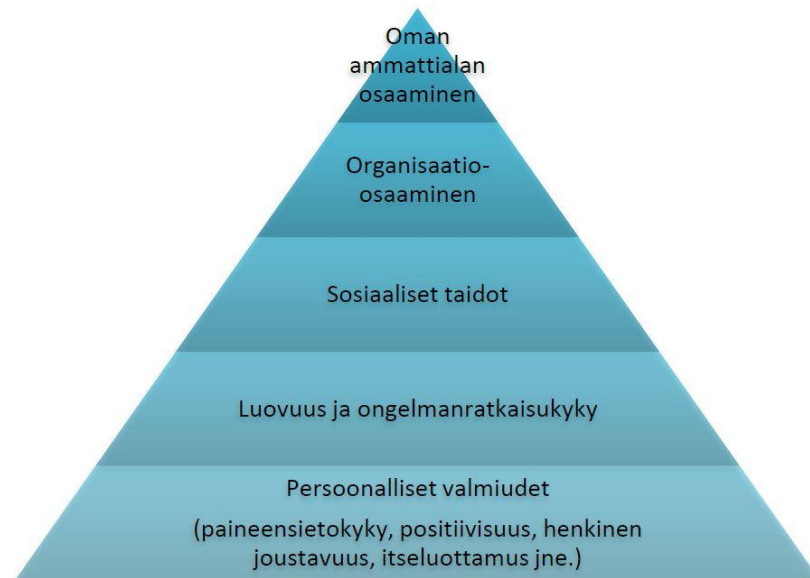 Oman
ammattialan
osaaminen
Organisaatio-
osaaminen
Sosiaaliset taidot
Luovuus ja ongelmanratkaisukyky
Persoonalliset valmiudet
(paineensietokyky, positiivisuus, henkinen
joustavuus, itseluottamus jne.)